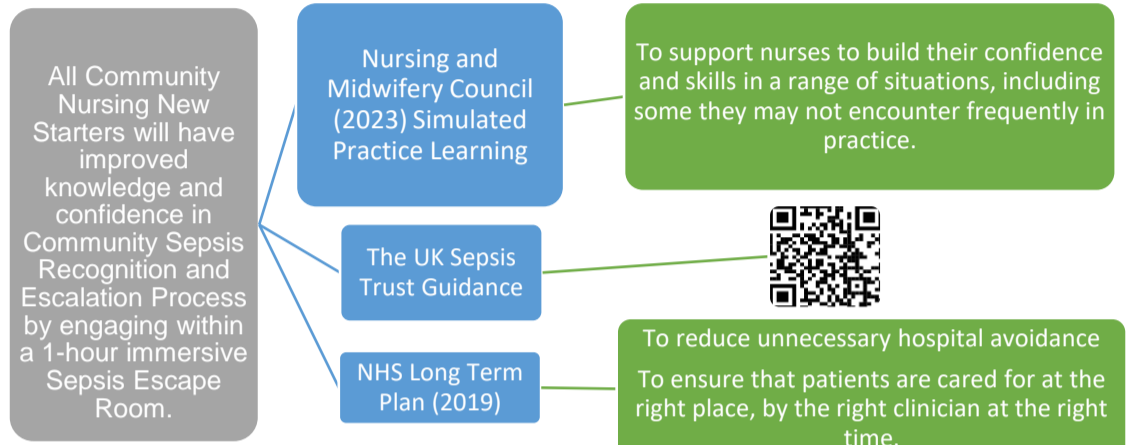 All Community
Nursing New
Starters will have
improved
knowledge and
confidence in
Community Sepsis
Recognition and
Escalation Process
by engaging within
a 1-hour immersive
Sepsis Escape
Room.
Nursing and
Midwifery Council
(2023) Simulated
Practice Learning
To support nurses to build their confidence
and skills in a range of situations, including
some they may not encounter frequently in
practice.
The UK Sepsis
Trust Guidance
NHS Long Term
Plan (2019)
To reduce unnecessary hospital avoidance
To ensure that patients are cared for at the
right place, by the right clinician at the right
time.